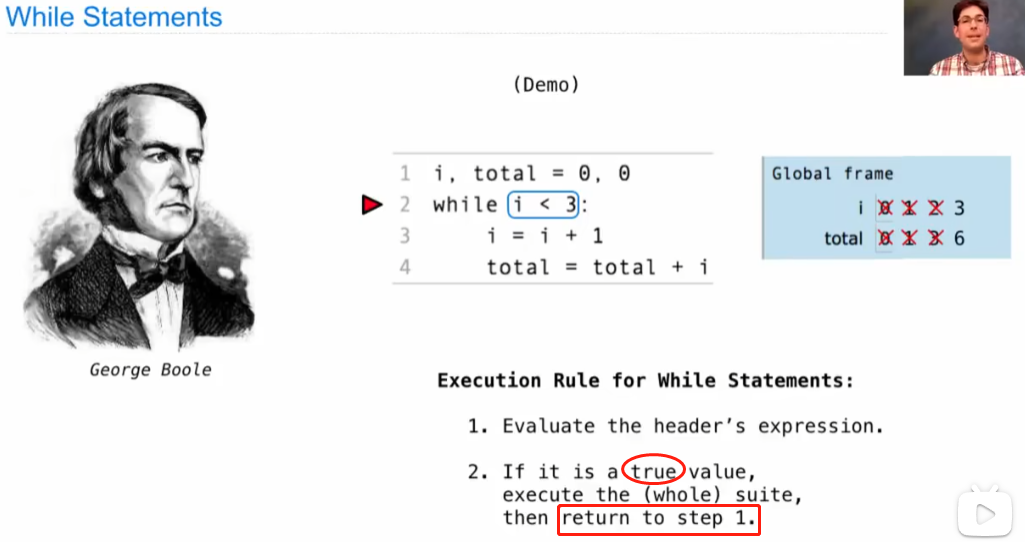 While Statements
(Demo)
1 i, total = 0, 0
2 while i < 3:
3 i = i + 1
4 total = total + i
Global frame
i 0 1 2 3
total 0 1 3 6
George Boole
Execution Rule for While Statements:
1. Evaluate the header’s expression.
2. If it is a true value,
execute the (whole) suite,
then return to step 1.